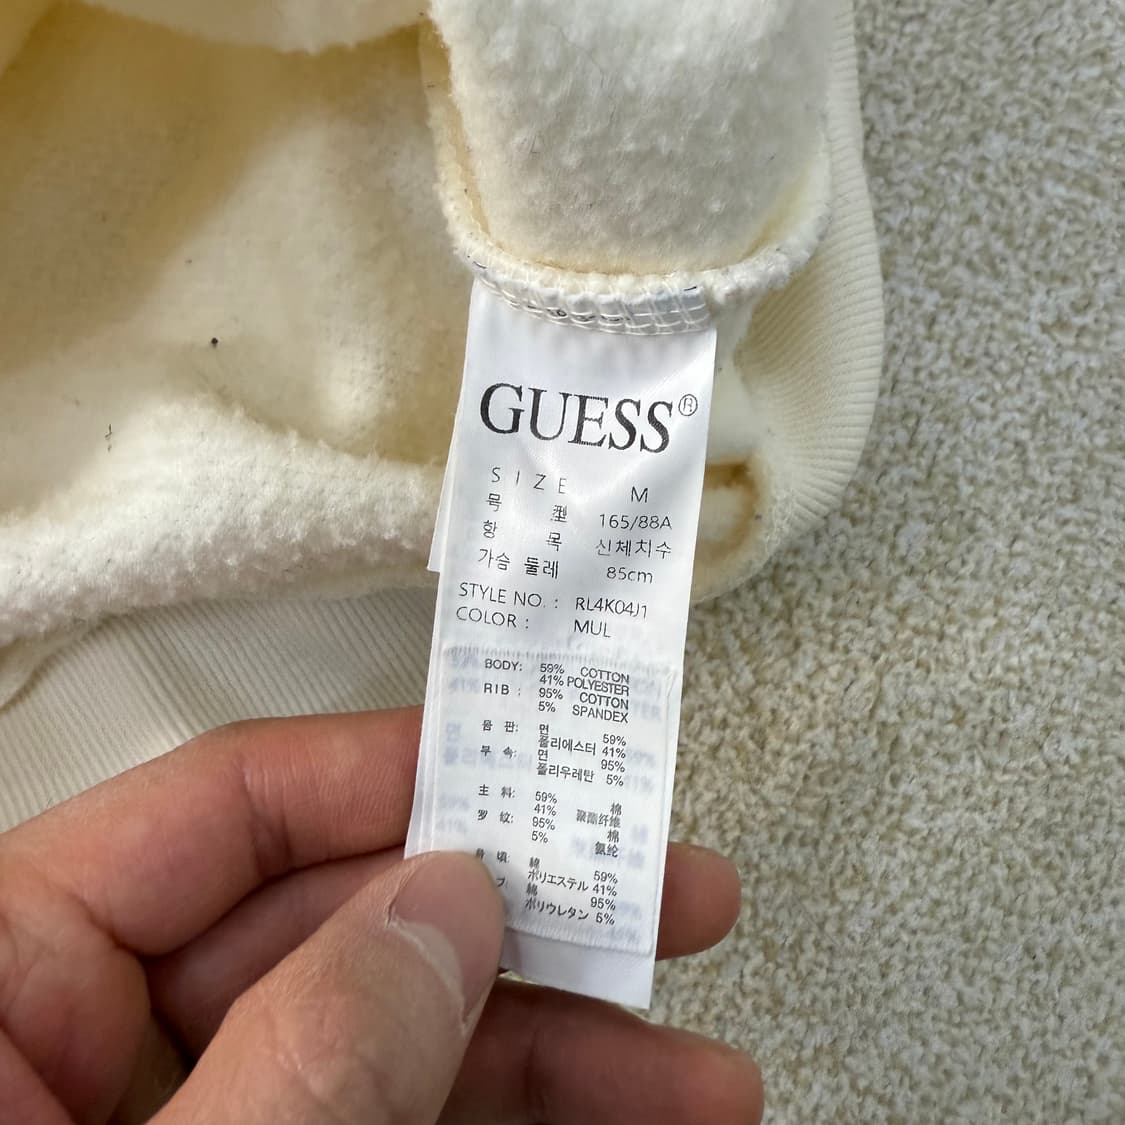 GUESS®
SIZE M
号 型 165/88A
항 목 신체치수
가슴 둘레 85cm
STYLE NO. : RL4K04J1
COLOR : MUL
BODY: 59% COTTON
41% POLYESTER
RIB : 95% COTTON
5% SPANDEX
몸 판: 면 59%
폴리에스터 41%
부 속: 면 95%
폴리우레탄 5%
主 料: 59% 棉
41% 聚酯纤维
罗 纹: 95% 棉
5% 氨纶
身 頃: 綿 59%
ポリエステル 41%
綿 95%
ポリウレタン 5%